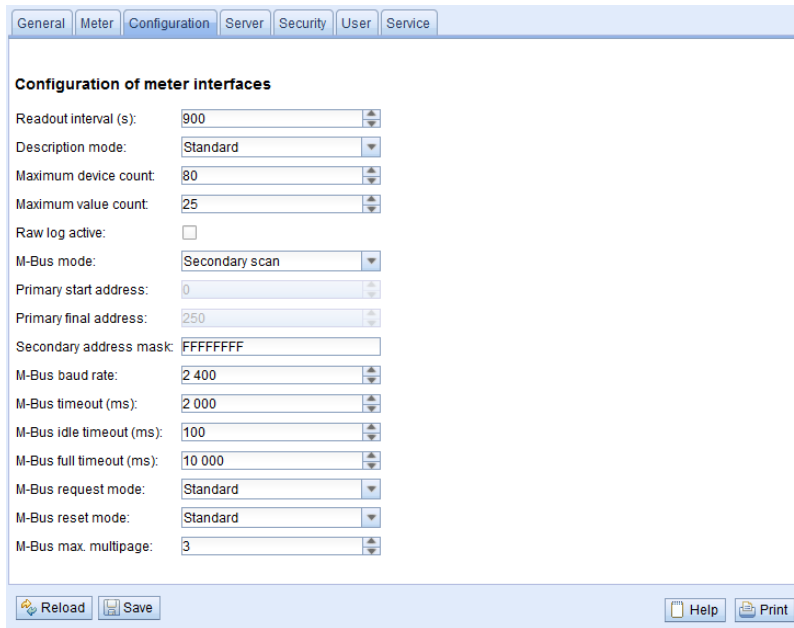 General Meter Configuration Server Security User Service
Configuration of meter interfaces
Readout interval (s): 900
Description mode: Standard
Maximum device count: 80
Maximum value count: 25
Raw log active:
M-Bus mode: Secondary scan
Primary start address: 0
Primary final address: 250
Secondary address mask: FFFFFFFF
M-Bus baud rate: 2 400
M-Bus timeout (ms): 2 000
M-Bus idle timeout (ms): 100
M-Bus full timeout (ms): 10 000
M-Bus request mode: Standard
M-Bus reset mode: Standard
M-Bus max. multipage: 3
Reload Save Help Print